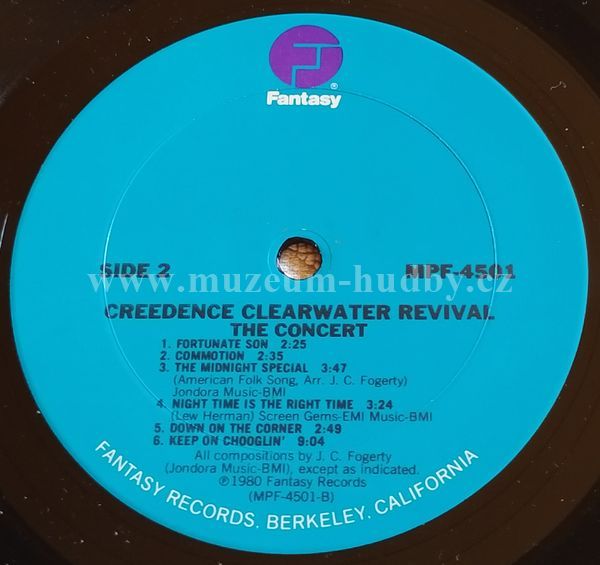 Fantasy®
SIDE 2 MPF-4501
www.muzeum-hudby.cz
CREEDENCE CLEARWATER REVIVAL
THE CONCERT
1. FORTUNATE SON 2:25
2. COMMOTION 2:35
3. THE MIDNIGHT SPECIAL 3:47
(American Folk Song, Arr. J. C. Fogerty)
Jondora Music-BMI
4. NIGHT TIME IS THE RIGHT TIME 3:24
(Lew Herman) Screen Gems-EMI Music-BMI
5. DOWN ON THE CORNER 2:49
6. KEEP ON CHOOGLIN' 9:04
All compositions by J. C. Fogerty
(Jondora Music-BMI), except as indicated.
℗1980 Fantasy Records
(MPF-4501-B)
FANTASY RECORDS, BERKELEY, CALIFORNIA